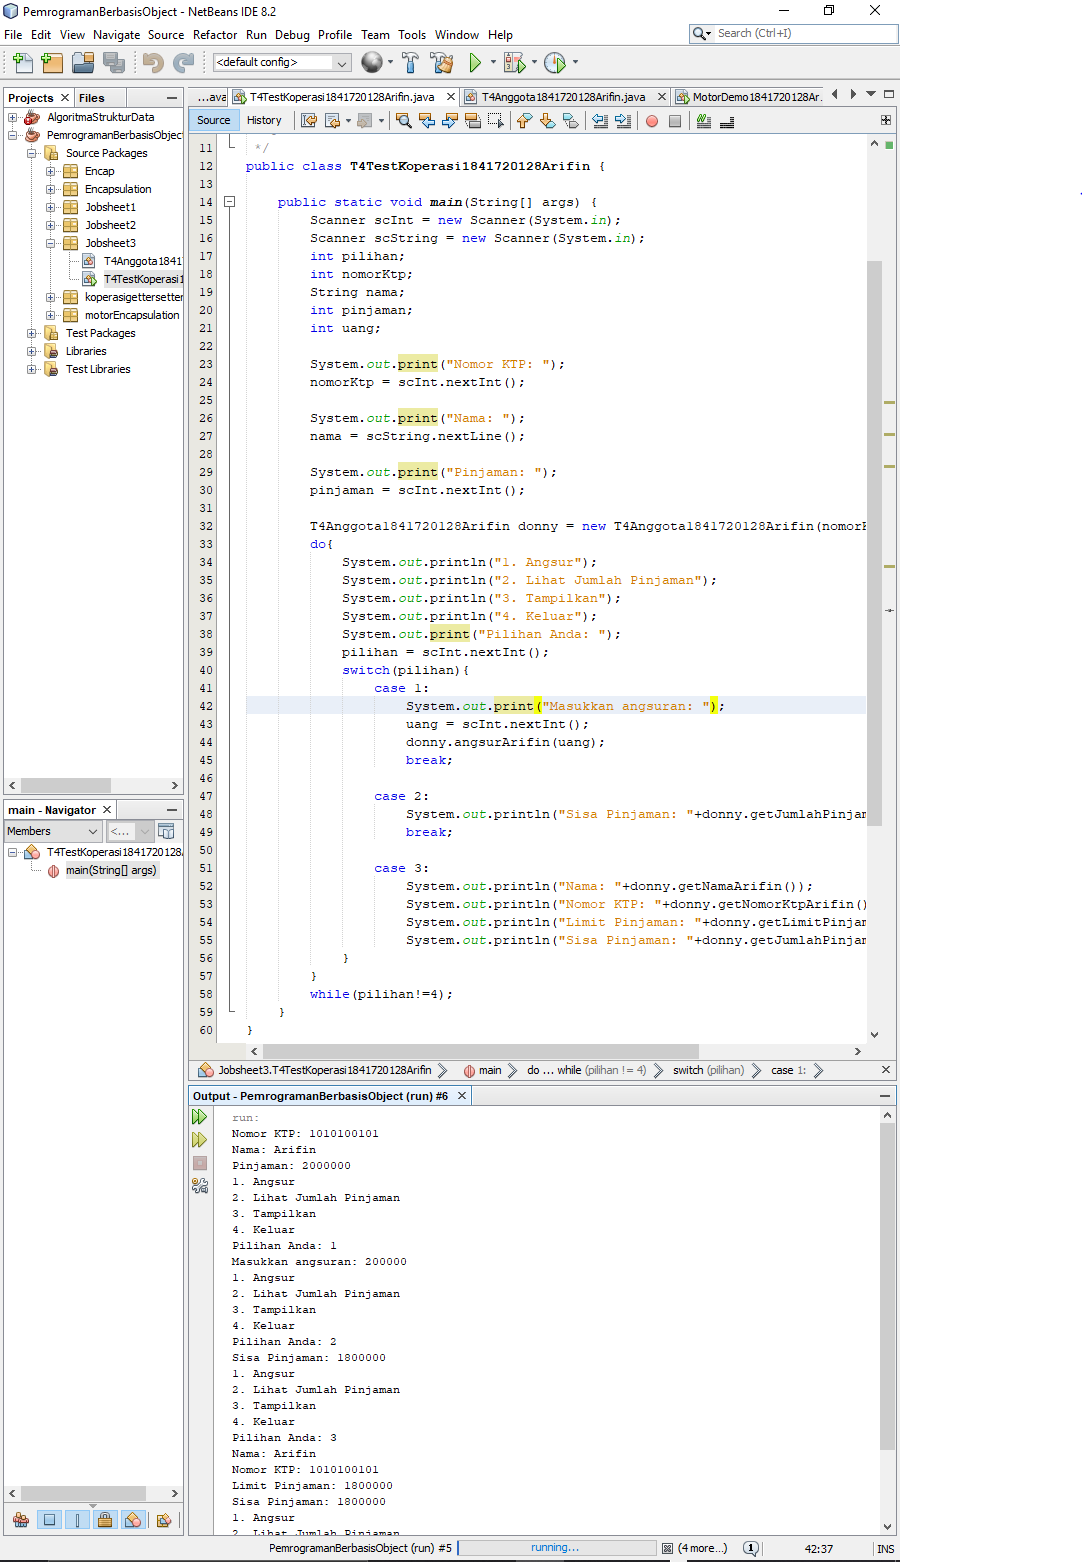 PemrogramanBerbasisObject - NetBeans IDE 8.2
File Edit View Navigate Source Refactor Run Debug Profile Team Tools Window Help
Search (Ctrl+I)
<default config>
Projects Files
AlgoritmaStrukturData
PemrogramanBerbasisObject
Source Packages
Encap
Encapsulation
Jobsheet1
Jobsheet2
Jobsheet3
T4Anggota1841
T4TestKoperasi1
koperasigettersetter
motorEncapsulation
Test Packages
Libraries
Test Libraries
main - Navigator
Members
<...
T4TestKoperasi1841720128
main(String[] args)
...ava T4TestKoperasi1841720128Arifin.java T4Anggota1841720128Arifin.java MotorDemo1841720128Ar.
Source History
11 */
12 public class T4TestKoperasi1841720128Arifin {
13
14 public static void main(String[] args) {
15 Scanner scInt = new Scanner(System.in);
16 Scanner scString = new Scanner(System.in);
17 int pilihan;
18 int nomorKtp;
19 String nama;
20 int pinjaman;
21 int uang;
22
23 System.out.print("Nomor KTP: ");
24 nomorKtp = scInt.nextInt();
25
26 System.out.print("Nama: ");
27 nama = scString.nextLine();
28
29 System.out.print("Pinjaman: ");
30 pinjaman = scInt.nextInt();
31
32 T4Anggota1841720128Arifin donny = new T4Anggota1841720128Arifin(nomorK
33 do{
34 System.out.println("1. Angsur");
35 System.out.println("2. Lihat Jumlah Pinjaman");
36 System.out.println("3. Tampilkan");
37 System.out.println("4. Keluar");
38 System.out.print("Pilihan Anda: ");
39 pilihan = scInt.nextInt();
40 switch(pilihan){
41 case 1:
42 System.out.print("Masukkan angsuran: ");
43 uang = scInt.nextInt();
44 donny.angsurArifin(uang);
45 break;
46
47 case 2:
48 System.out.println("Sisa Pinjaman: "+donny.getJumlahPinjam
49 break;
50
51 case 3:
52 System.out.println("Nama: "+donny.getNamaArifin());
53 System.out.println("Nomor KTP: "+donny.getNomorKtpArifin()
54 System.out.println("Limit Pinjaman: "+donny.getLimitPinjam
55 System.out.println("Sisa Pinjaman: "+donny.getJumlahPinjam
56 }
57 }
58 while(pilihan!=4);
59 }
60 }
Jobsheet3.T4TestKoperasi1841720128Arifin main do ... while (pilihan != 4) switch (pilihan) case 1:
Output - PemrogramanBerbasisObject (run) #6
run:
Nomor KTP: 1010100101
Nama: Arifin
Pinjaman: 2000000
1. Angsur
2. Lihat Jumlah Pinjaman
3. Tampilkan
4. Keluar
Pilihan Anda: 1
Masukkan angsuran: 200000
1. Angsur
2. Lihat Jumlah Pinjaman
3. Tampilkan
4. Keluar
Pilihan Anda: 2
Sisa Pinjaman: 1800000
1. Angsur
2. Lihat Jumlah Pinjaman
3. Tampilkan
4. Keluar
Pilihan Anda: 3
Nama: Arifin
Nomor KTP: 1010100101
Limit Pinjaman: 1800000
Sisa Pinjaman: 1800000
1. Angsur
2. Lihat Jumlah Pinjaman
PemrogramanBerbasisObject (run) #5 running... (4 more...) 1 42:37 INS